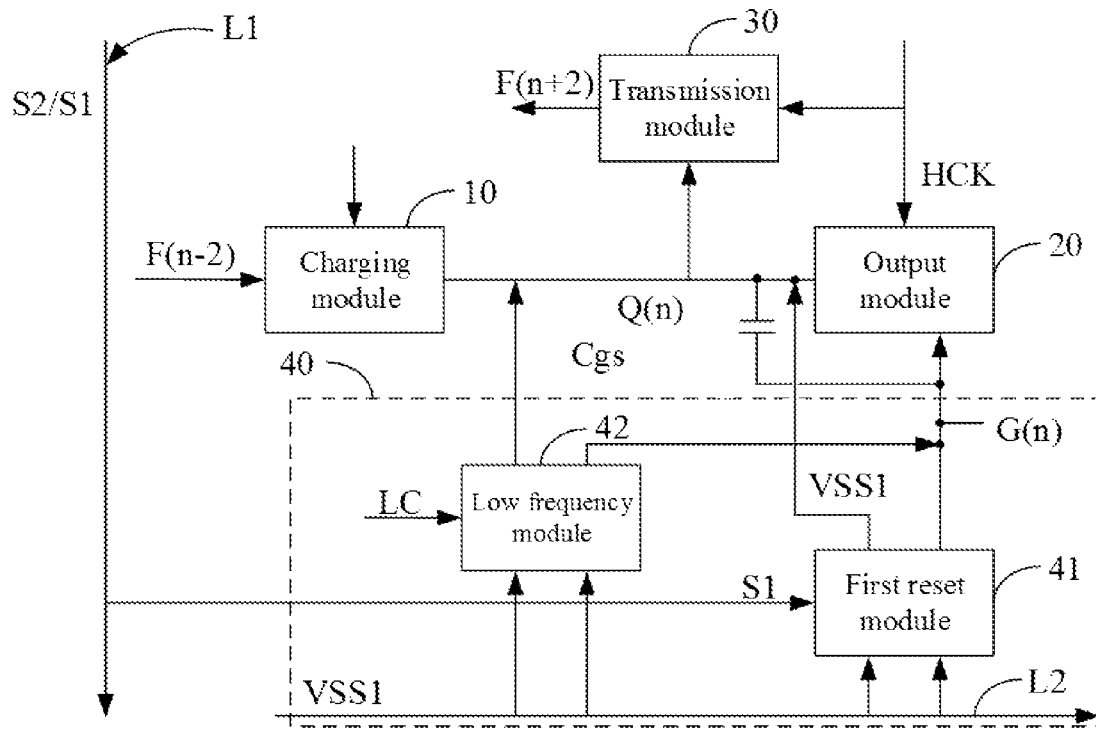 L1
30
S2/S1
F(n+2)
Transmission
module
HCK
10
20
F(n-2)
Charging
module
Output
module
Q(n)
Cgs
40
42
G(n)
VSS1
LC
Low frequency
module
S1
First reset
module
41
VSS1
L2